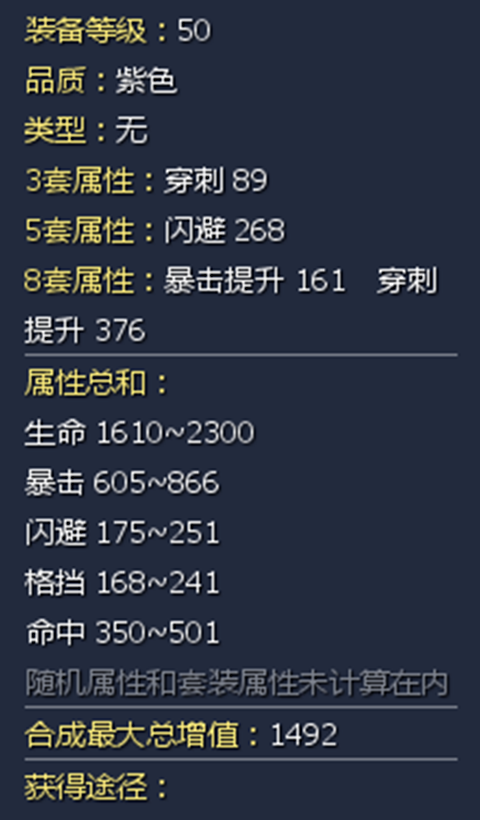 装备等级：50
品质：紫色
类型：无
3套属性：穿刺 89
5套属性：闪避 268
8套属性：暴击提升 161 穿刺
提升 376
属性总和：
生命 1610~2300
暴击 605~866
闪避 175~251
格挡 168~241
命中 350~501
随机属性和套装属性未计算在内
合成最大总增值：1492
获得途径：